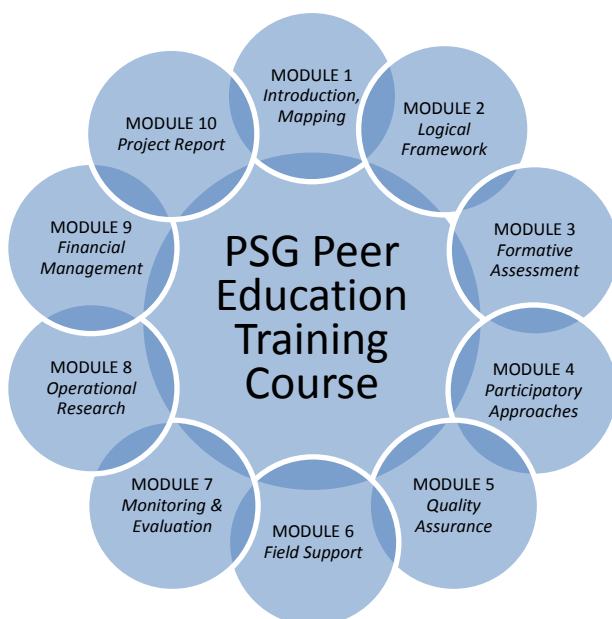 PSG Peer
Education
Training
Course
MODULE 1
Introduction,
Mapping
MODULE 2
Logical
Framework
MODULE 3
Formative
Assessment
MODULE 4
Participatory
Approaches
MODULE 5
Quality
Assurance
MODULE 6
Field Support
MODULE 7
Monitoring &
Evaluation
MODULE 8
Operational
Research
MODULE 9
Financial
Management
MODULE 10
Project Report